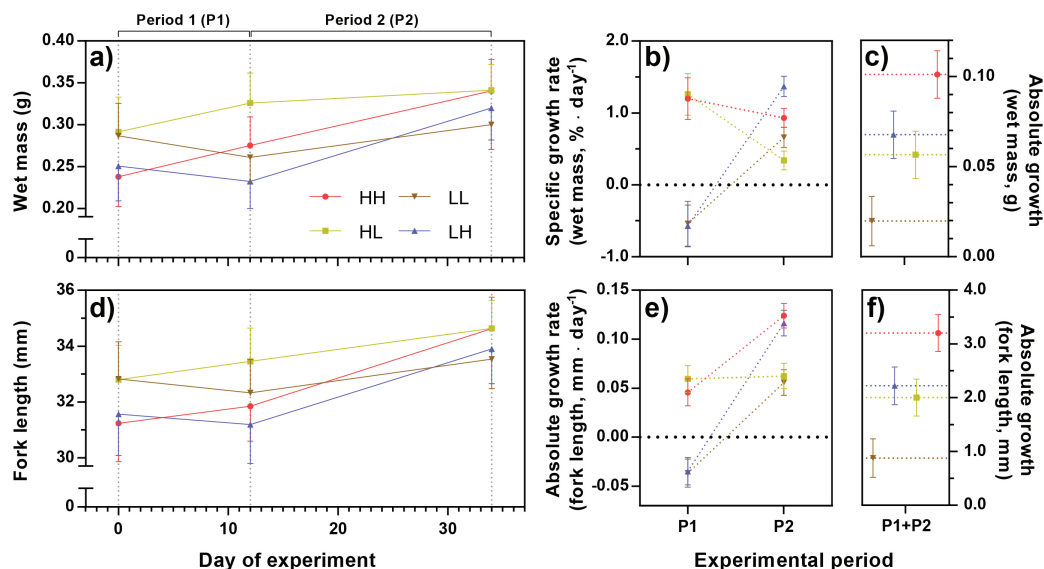 Period 1 (P1)
Period 2 (P2)
a)
Wet mass (g)
0.40
0.35
0.30
0.25
0.20
0
HH
LL
HL
LH
b)
Specific growth rate
(wet mass, % · day-1)
2.0
1.0
0.0
-1.0
c)
0.10
0.05
0.00
Absolute growth
(wet mass, g)
d)
Fork length (mm)
36
34
32
30
0
0
10
20
30
Day of experiment
e)
Absolute growth rate
(fork length, mm · day-1)
0.15
0.10
0.05
0.00
-0.05
P1
P2
Experimental period
f)
4.0
3.0
2.0
1.0
0.0
Absolute growth
(fork length, mm)
P1+P2